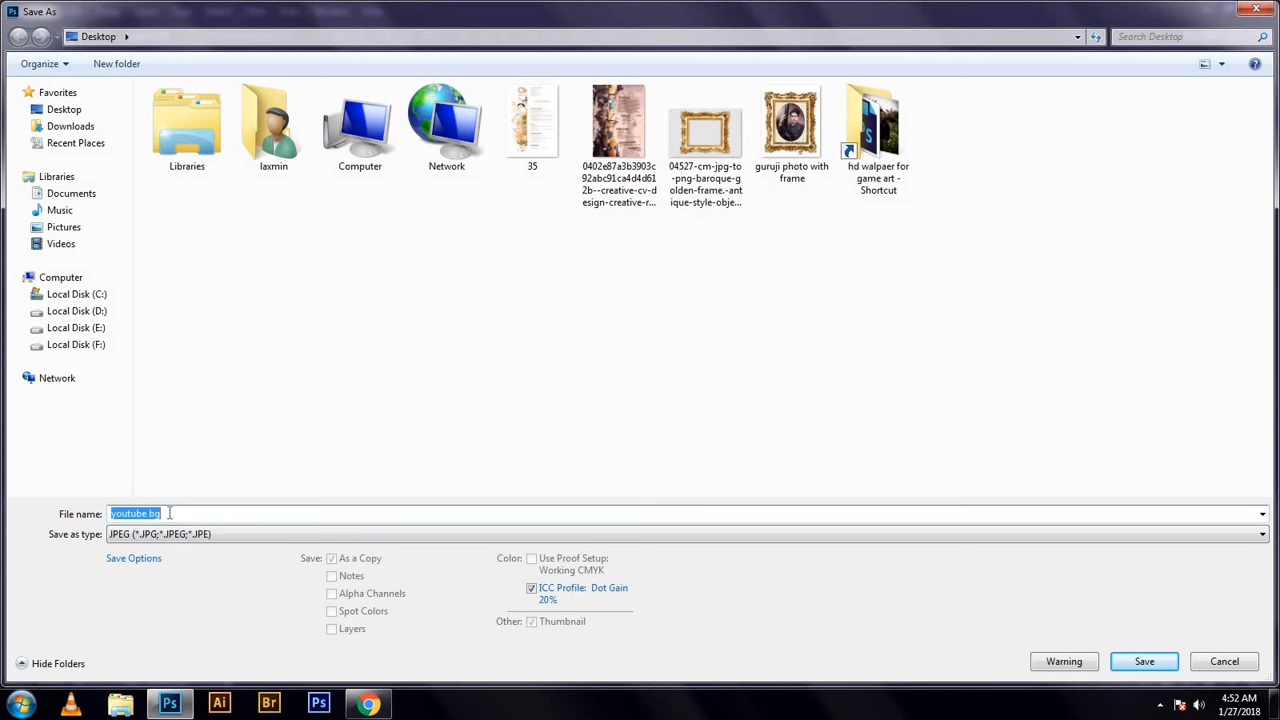 Save As
Desktop
Search Desktop
Organize
New folder
Favorites
Desktop
Downloads
Recent Places
Libraries
Documents
Music
Pictures
Videos
Computer
Local Disk (C:)
Local Disk (D:)
Local Disk (E:)
Local Disk (F:)
Network
Libraries
laxmin
Computer
Network
35
0402e87a3b3903c
92abc91ca4d4d61
2b--creative-cv-d
esign-creative-r...
04527-cm-jpg-to
-png-baroque-g
olden-frame.-ant
ique-style-obje...
guruji photo with
frame
hd walpaer for
game art -
Shortcut
File name: youtube bg
Save as type: JPEG (*.JPG;*.JPEG;*.JPE)
Save Options
Save: As a Copy
Notes
Alpha Channels
Spot Colors
Layers
Color: Use Proof Setup:
Working CMYK
ICC Profile: Dot Gain
20%
Other: Thumbnail
Hide Folders
Warning
Save
Cancel
Ps
Ai
Br
Ps
4:52 AM
1/27/2018